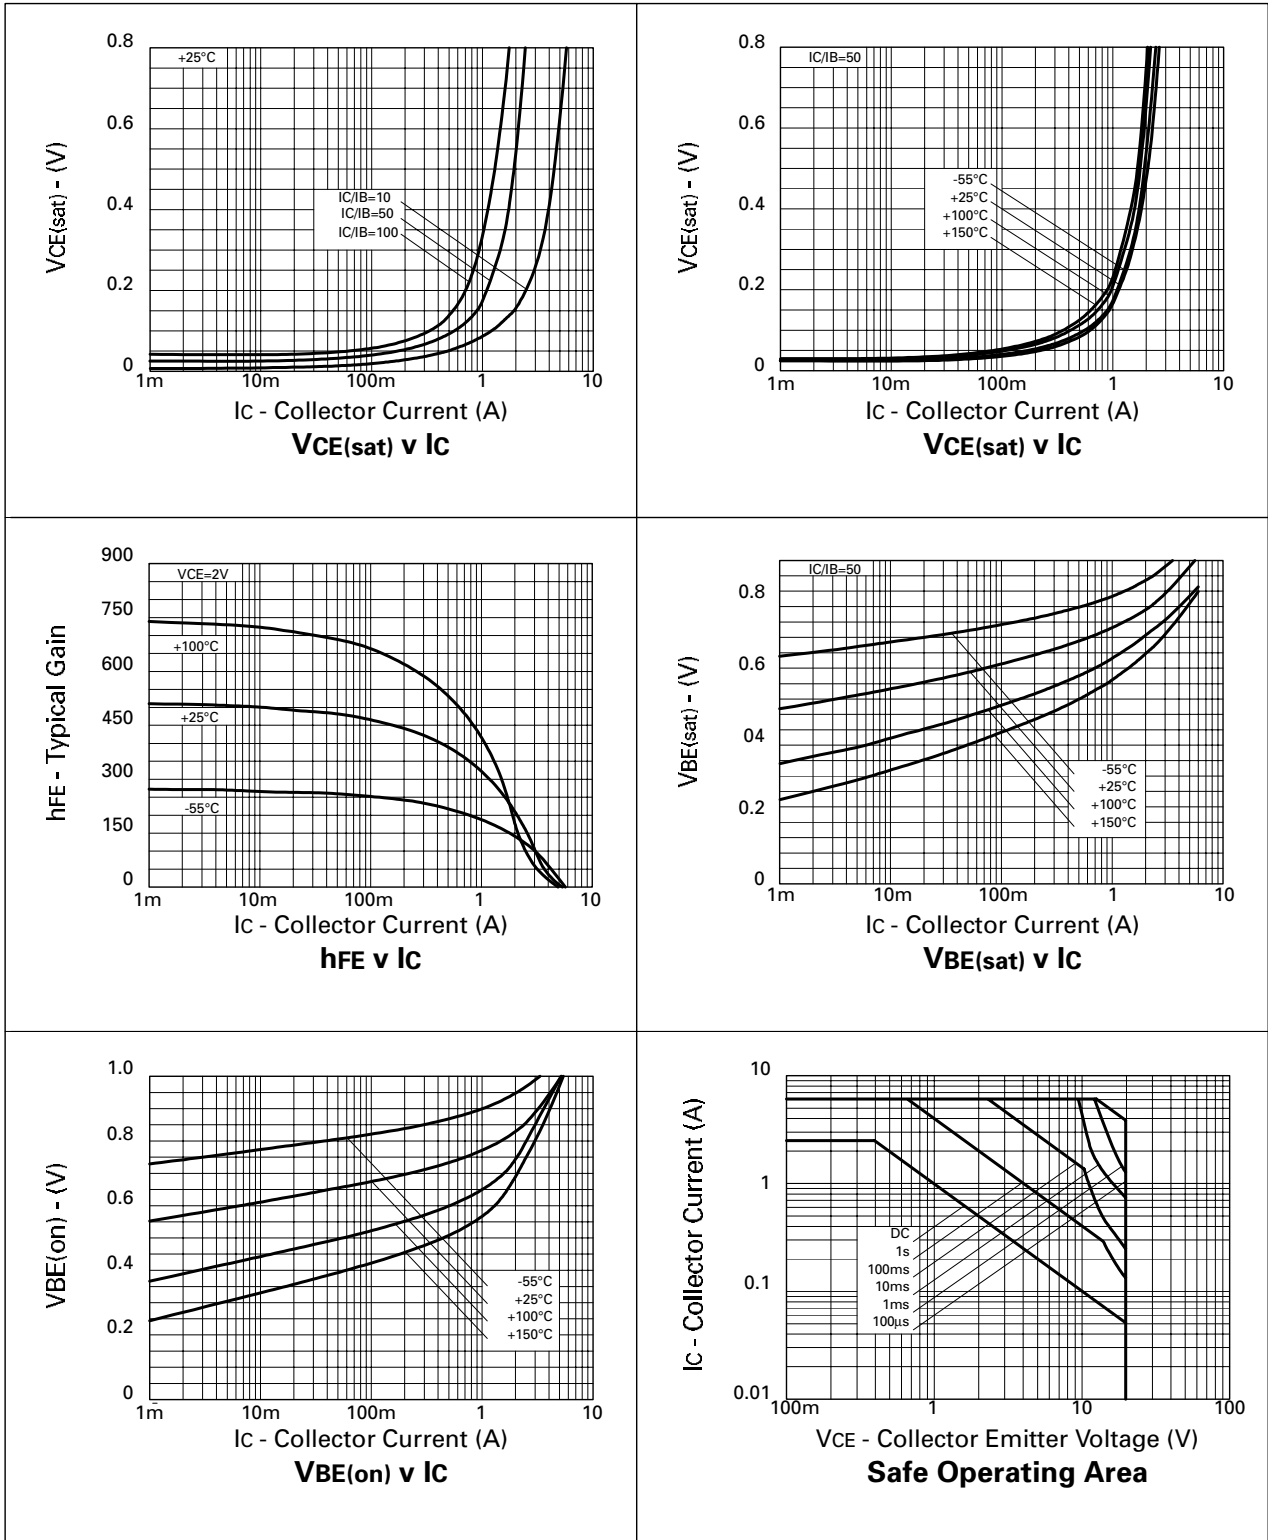 0.8
+25°C
0.6
0.4
0.2
0
VCE(sat) - (V)
IC/IB=10
IC/IB=50
IC/IB=100
1m 10m 100m 1 10
IC - Collector Current (A)
VCE(sat) v IC
0.8
IC/IB=50
0.6
0.4
0.2
0
VCE(sat) - (V)
-55°C
+25°C
+100°C
+150°C
1m 10m 100m 1 10
IC - Collector Current (A)
VCE(sat) v IC
900
VCE=2V
750
600
450
300
150
0
hFE - Typical Gain
+100°C
+25°C
-55°C
1m 10m 100m 1 10
IC - Collector Current (A)
hFE v IC
IC/IB=50
0.8
0.6
04
0.2
0
VBE(sat) - (V)
-55°C
+25°C
+100°C
+150°C
1m 10m 100m 1 10
IC - Collector Current (A)
VBE(sat) v IC
1.0
0.8
0.6
0.4
0.2
0
VBE(on) - (V)
-55°C
+25°C
+100°C
+150°C
1m 10m 100m 1 10
IC - Collector Current (A)
VBE(on) v IC
10
1
0.1
0.01
IC - Collector Current (A)
DC
1s
100ms
10ms
1ms
100µs
100m 1 10 100
VCE - Collector Emitter Voltage (V)
Safe Operating Area